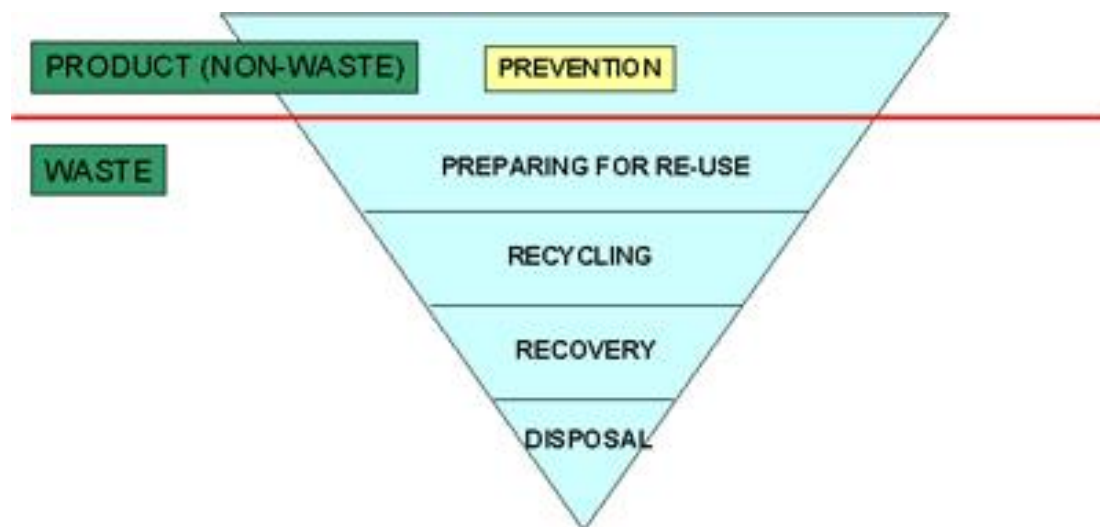 PRODUCT (NON-WASTE)
PREVENTION
WASTE
PREPARING FOR RE-USE
RECYCLING
RECOVERY
DISPOSAL